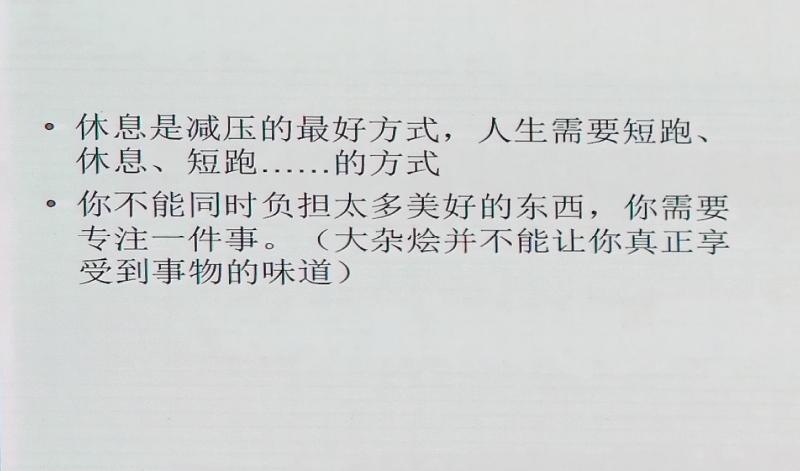 • 休息是减压的最好方式，人生需要短跑、
休息、短跑……的方式
• 你不能同时负担太多美好的东西，你需要
专注一件事。（大杂烩并不能让你真正享
受到事物的味道）